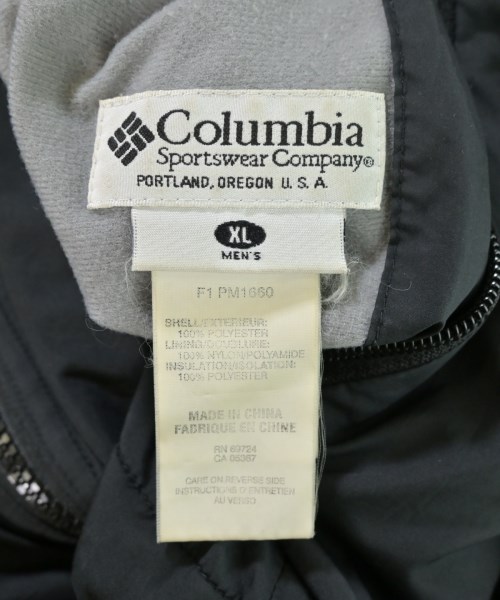 Columbia
Sportswear Company®
PORTLAND, OREGON U.S.A.
XL
MEN'S
F1 PM1660
SHELL/EXTERIEUR:
100% POLYESTER
LINING/DOUBLURE:
100% NYLON/POLYAMIDE
INSULATION/ISOLATION:
100% POLYESTER
MADE IN CHINA
FABRIQUE EN CHINE
RN 69724
CA 05367
CARE ON REVERSE SIDE
INSTRUCTIONS D'ENTRETIEN
AU VERSO